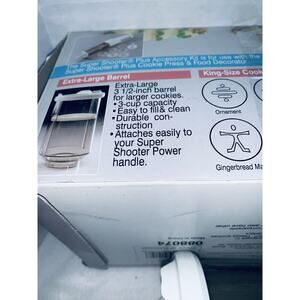 The Super Shooter® Plus Accessory Kit is for use with the
Super Shooter® Plus Cookie Press & Food Decorator
Extra-Large Barrel
Extra-Large
3 1/2-inch barrel
for larger cookies.
•3-cup capacity
•Easy to fill& clean
•Durable con-
struction
•Attaches easily to
your Super
Shooter Power
handle.
King-Size Cook
Ornament
Gingerbread Ma
088074